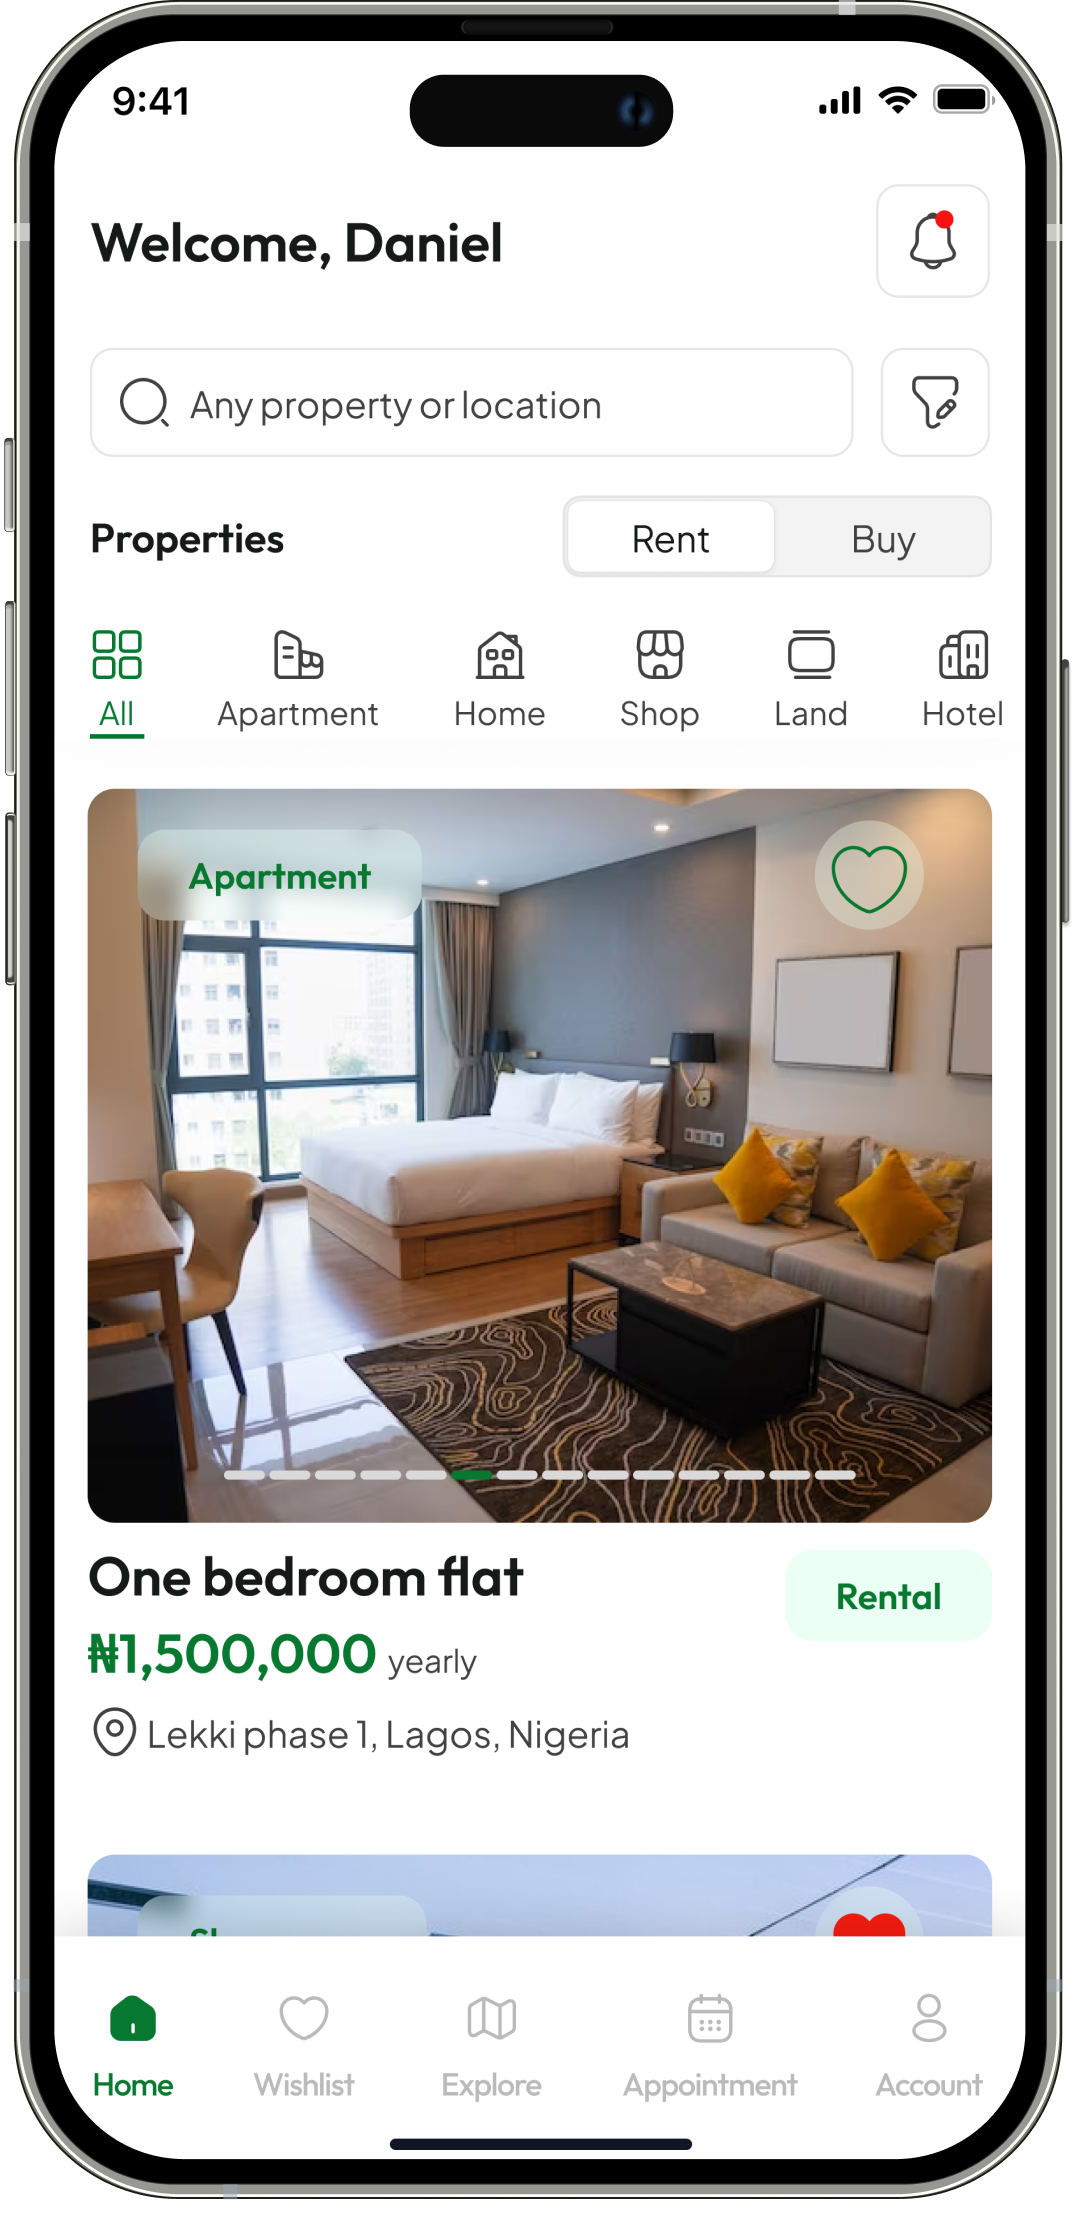 9:41
Welcome, Daniel
Any property or location
Properties
Rent
Buy
All
Apartment
Home
Shop
Land
Hotel
Apartment
One bedroom flat
Rental
₦1,500,000 yearly
Lekki phase 1, Lagos, Nigeria
Home
Wishlist
Explore
Appointment
Account